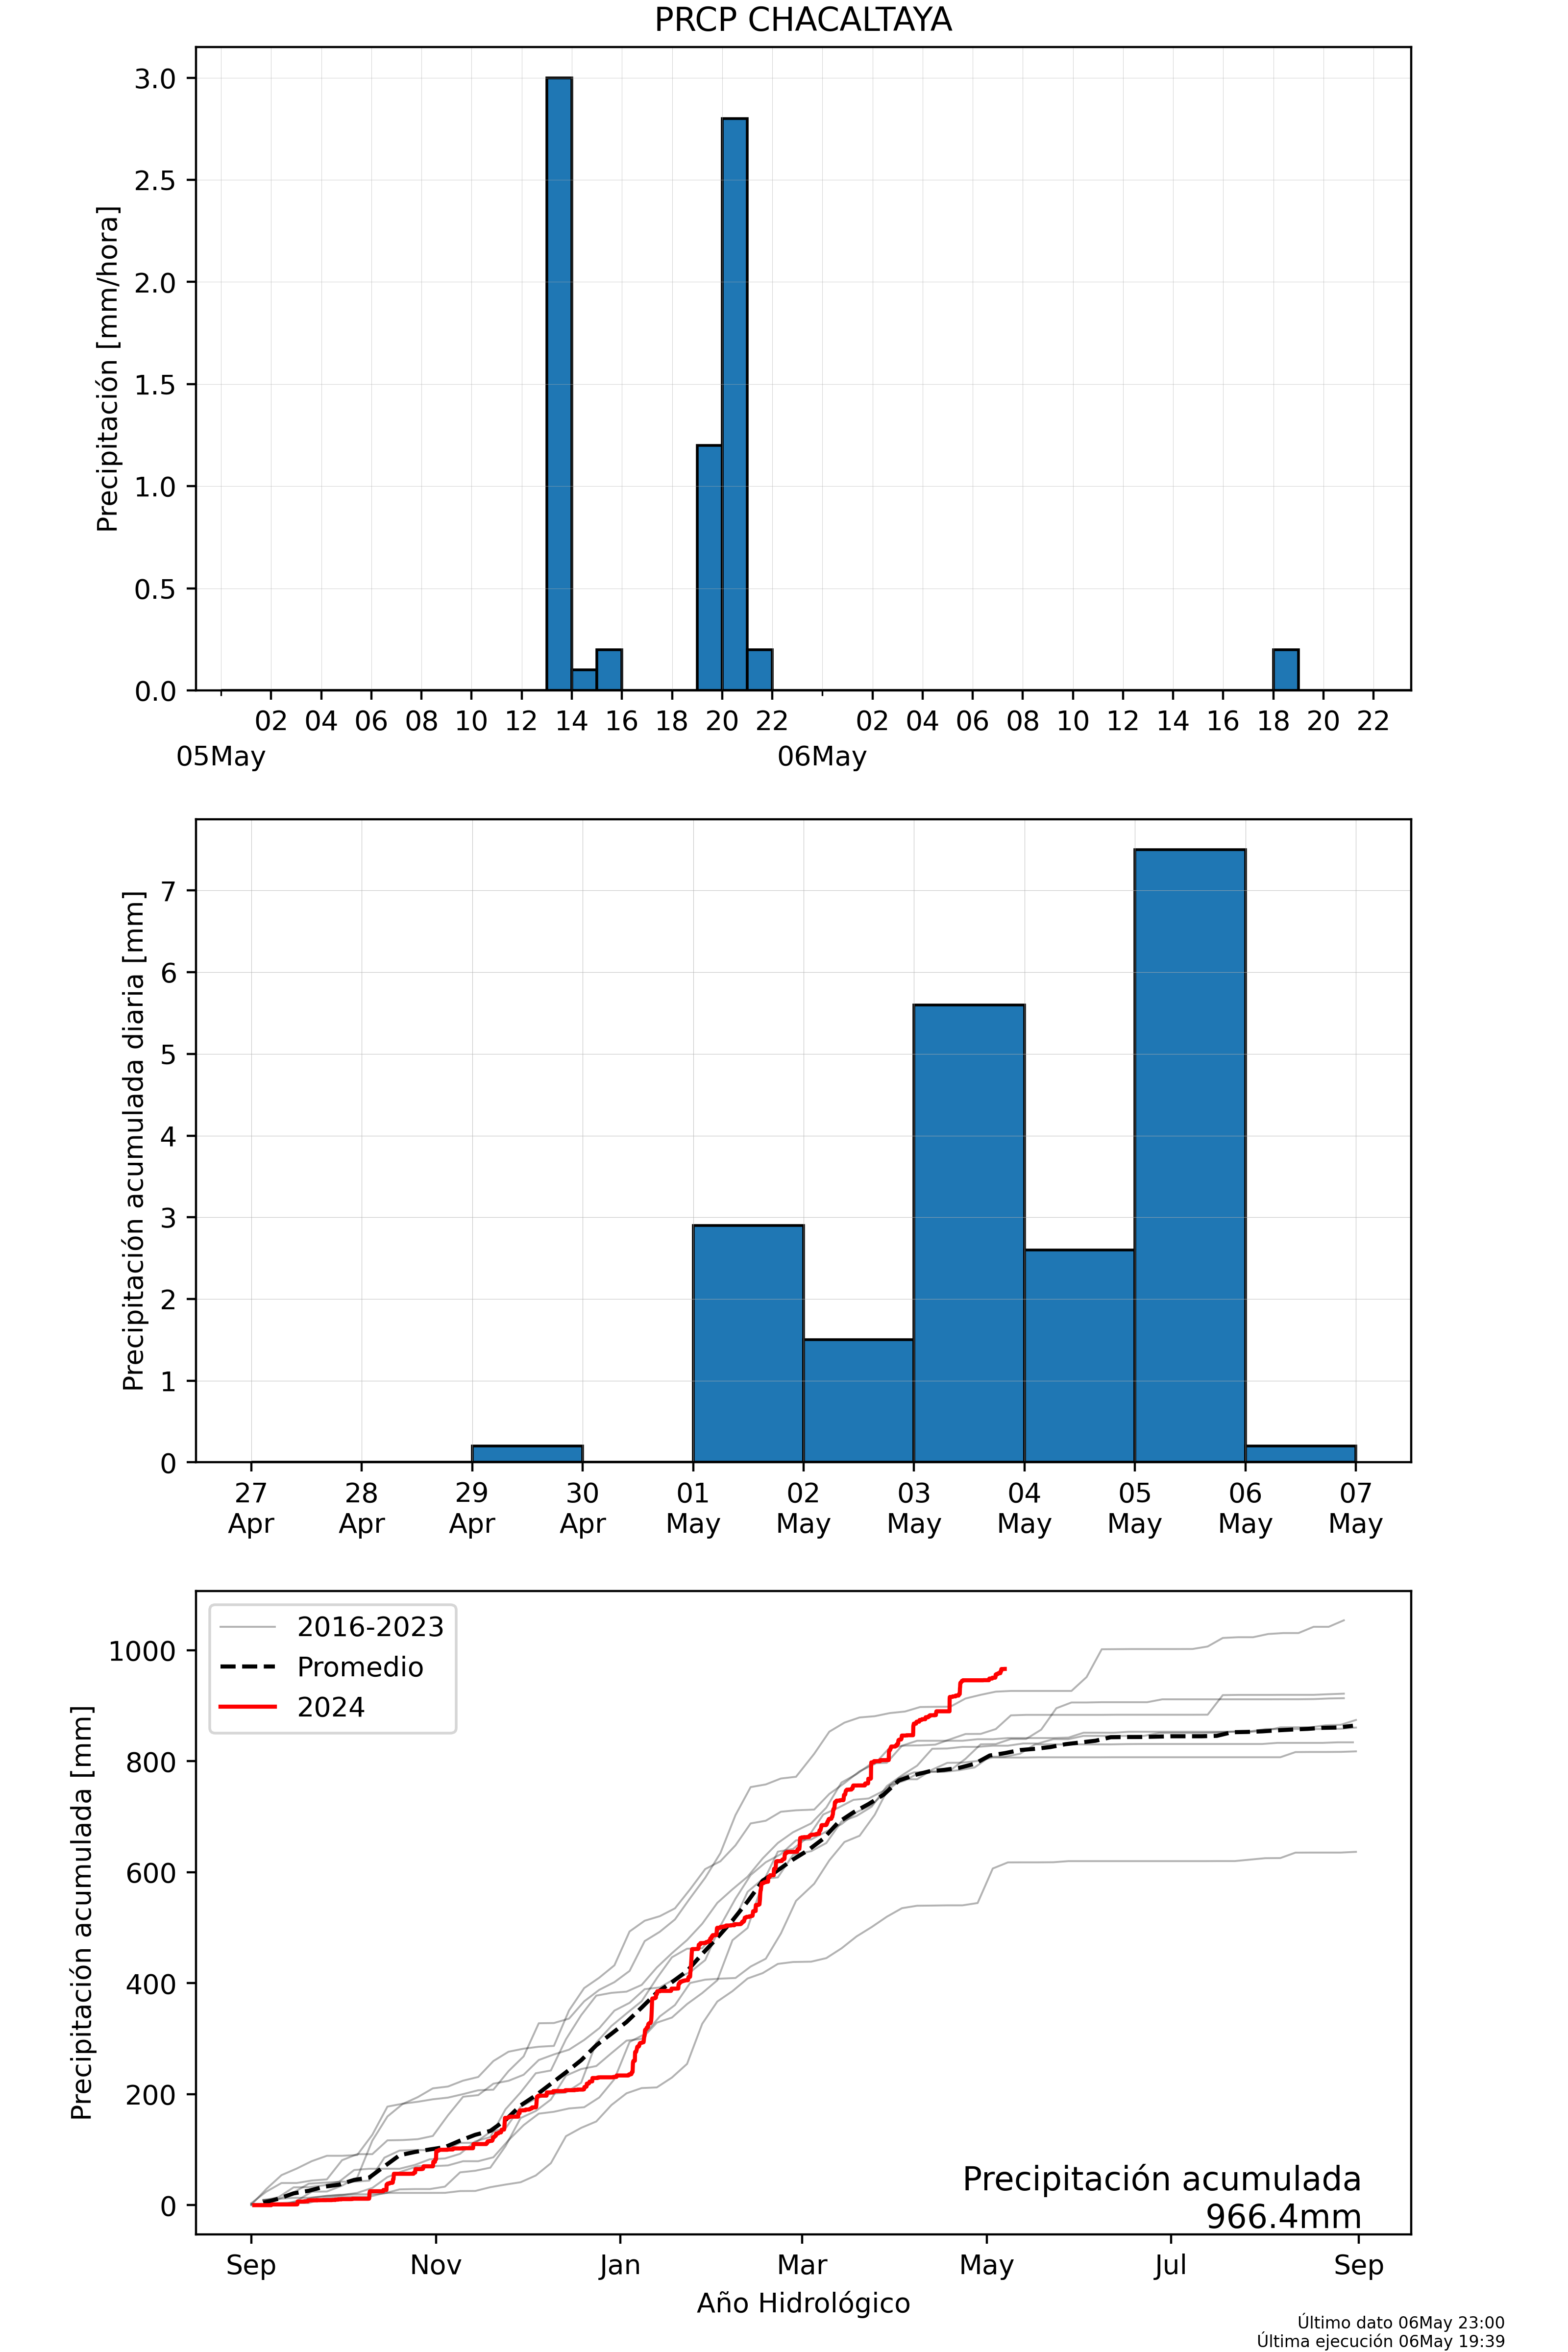 PRCP CHACALTAYA
Precipitación [mm/hora]
3.0
2.5
2.0
1.5
1.0
0.5
0.0
02 04 06 08 10 12 14 16 18 20 22 02 04 06 08 10 12 14 16 18 20 22
05May 06May
Precipitación acumulada diaria [mm]
7
6
5
4
3
2
1
0
27 28 29 30 01 02 03 04 05 06 07
Apr Apr Apr Apr May May May May May May May
Precipitación acumulada [mm]
2016-2023
Promedio
2024
1000
800
600
400
200
0
Precipitación acumulada
966.4mm
Sep Nov Jan Mar May Jul Sep
Año Hidrológico
Último dato 06May 23:00
Última ejecución 06May 19:39